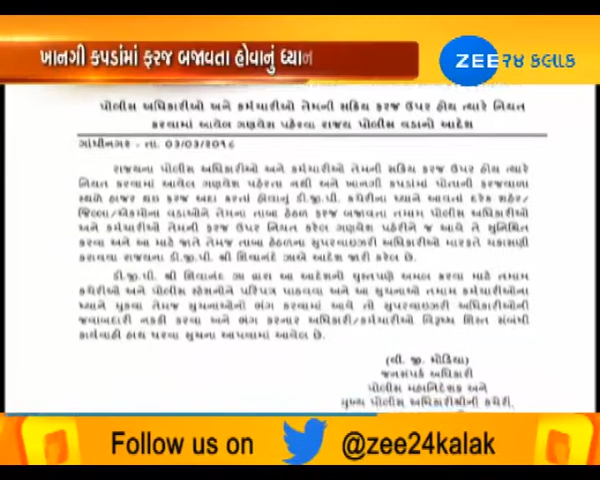 ખાનગી કપડાંમાં ફરજ બજાવતા હોવાનું ધ્યાન
ZEE ૨૪ કલાક
પોલીસ અધિકારીઓ અને કર્મચારીઓ તેમની સક્રિય ફરજ ઉપર હોય ત્યારે નિયત
કરવામાં આવેલ ગણવેશ પહેરવા રાજ્ય પોલીસ વડાનો આદેશ
ગાંધીનગર - તા. 03/03/2018
રાજ્યના પોલીસ અધિકારીઓ અને કર્મચારીઓ તેમની સક્રિય ફરજ ઉપર હોય ત્યારે
નિયત કરવામાં આવેલ ગણવેશ પહેરતા નથી અને ખાનગી કપડામાં પોતાની ફરજવાળા
સ્થળે હાજર થઇ ફરજ અદા કરતાં હોવાનું ડી.જી.પી. કચેરીના ધ્યાને આવતાં દરેક શહેર/
જિલ્લા/એકમોના વડાઓને તેમના તાબા હેઠળ ફરજ બજાવતા તમામ પોલીસ અધિકારીઓ
અને કર્મચારીઓ તેમની ફરજ ઉપર નિયત કરેલ ગણવેશ પહેરીને જ આવે તે સુનિશ્ચિત
કરવા અને આ માટે જાતે તેમજ તાબા હેઠળના સુપરવાઇઝરી અધિકારીઓ મારફતે ચકાસણી
કરાવવા રાજ્યના ડી.જી.પી શ્રી શિવાનંદ ઝાએ આદેશ જારી કરેલ છે.
ડી.જી.પી. શ્રી શિવાનંદ ઝા દ્વારા આ આદેશની ચુસ્તપણે અમલ કરવા માટે તમામ
કચેરીઓ અને પોલીસ સ્ટેશનોને પરિપત્ર પાઠવવા અને આ સુચનાઓ તમામ કર્મચારીઓના
ધ્યાને મુકવા તેમજ સુચનાઓનો ભંગ કરવામાં આવે તો સુપરવાઇઝરી અધિકારીઓની
જવાબદારી નક્કી કરવા અને ભંગ કરનાર અધિકારી/કર્મચારીઓ વિરૂધ્ધ શિસ્ત સંબંધી
કાર્યવાહી હાથ ધરવા સુચના આપવામાં આવેલ છે.
(વી. જી. મોડિયા)
જનસંપર્ક અધિકારી
પોલીસ મહાનિદેશક અને
મુખ્ય પોલીસ અધિકારીશ્રીની કચેરી,
Follow us on @zee24kalak